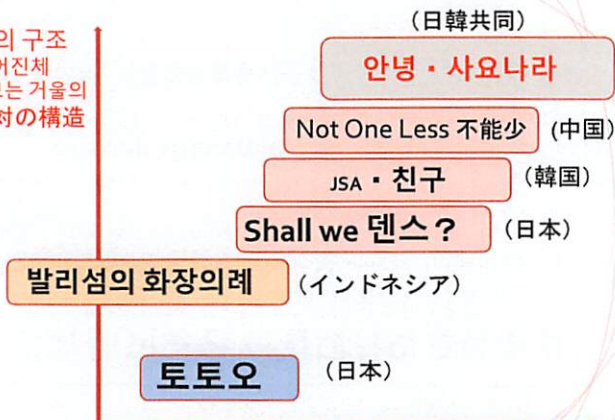 (日韓共同)
의 구조
안녕・사요나라
어진체
는 거울의
対の構造
Not One Less 不能少 (中国)
JSA・친구 (韓国)
Shall we 덴스? (日本)
발리섬의 화장의례 (インドネシア)
토토오 (日本)